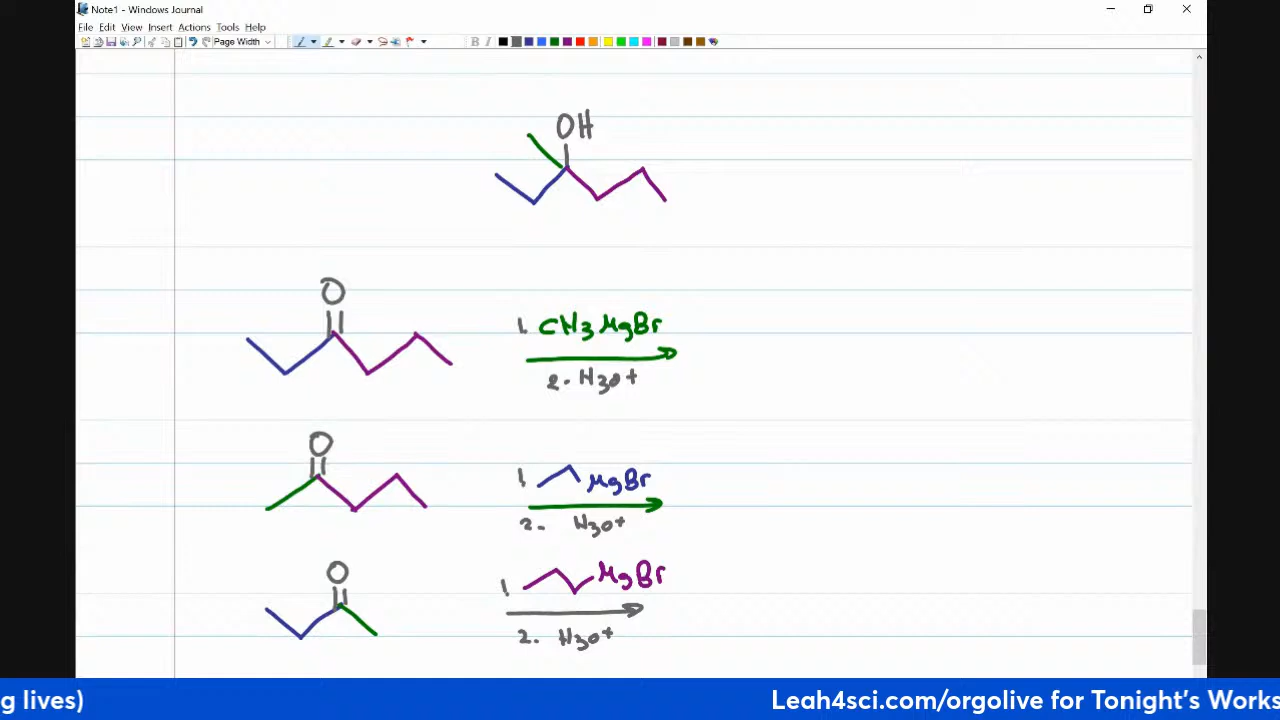 Note1 - Windows Journal
File Edit View Insert Actions Tools Help
Page Width
B I
OH
O
1. CH3MgBr
2. H3O+
O
1 MgBr
2. H3O+
O
1 MgBr
2. H3O+
g lives)
Leah4sci.com/orgolive for Tonight's Works